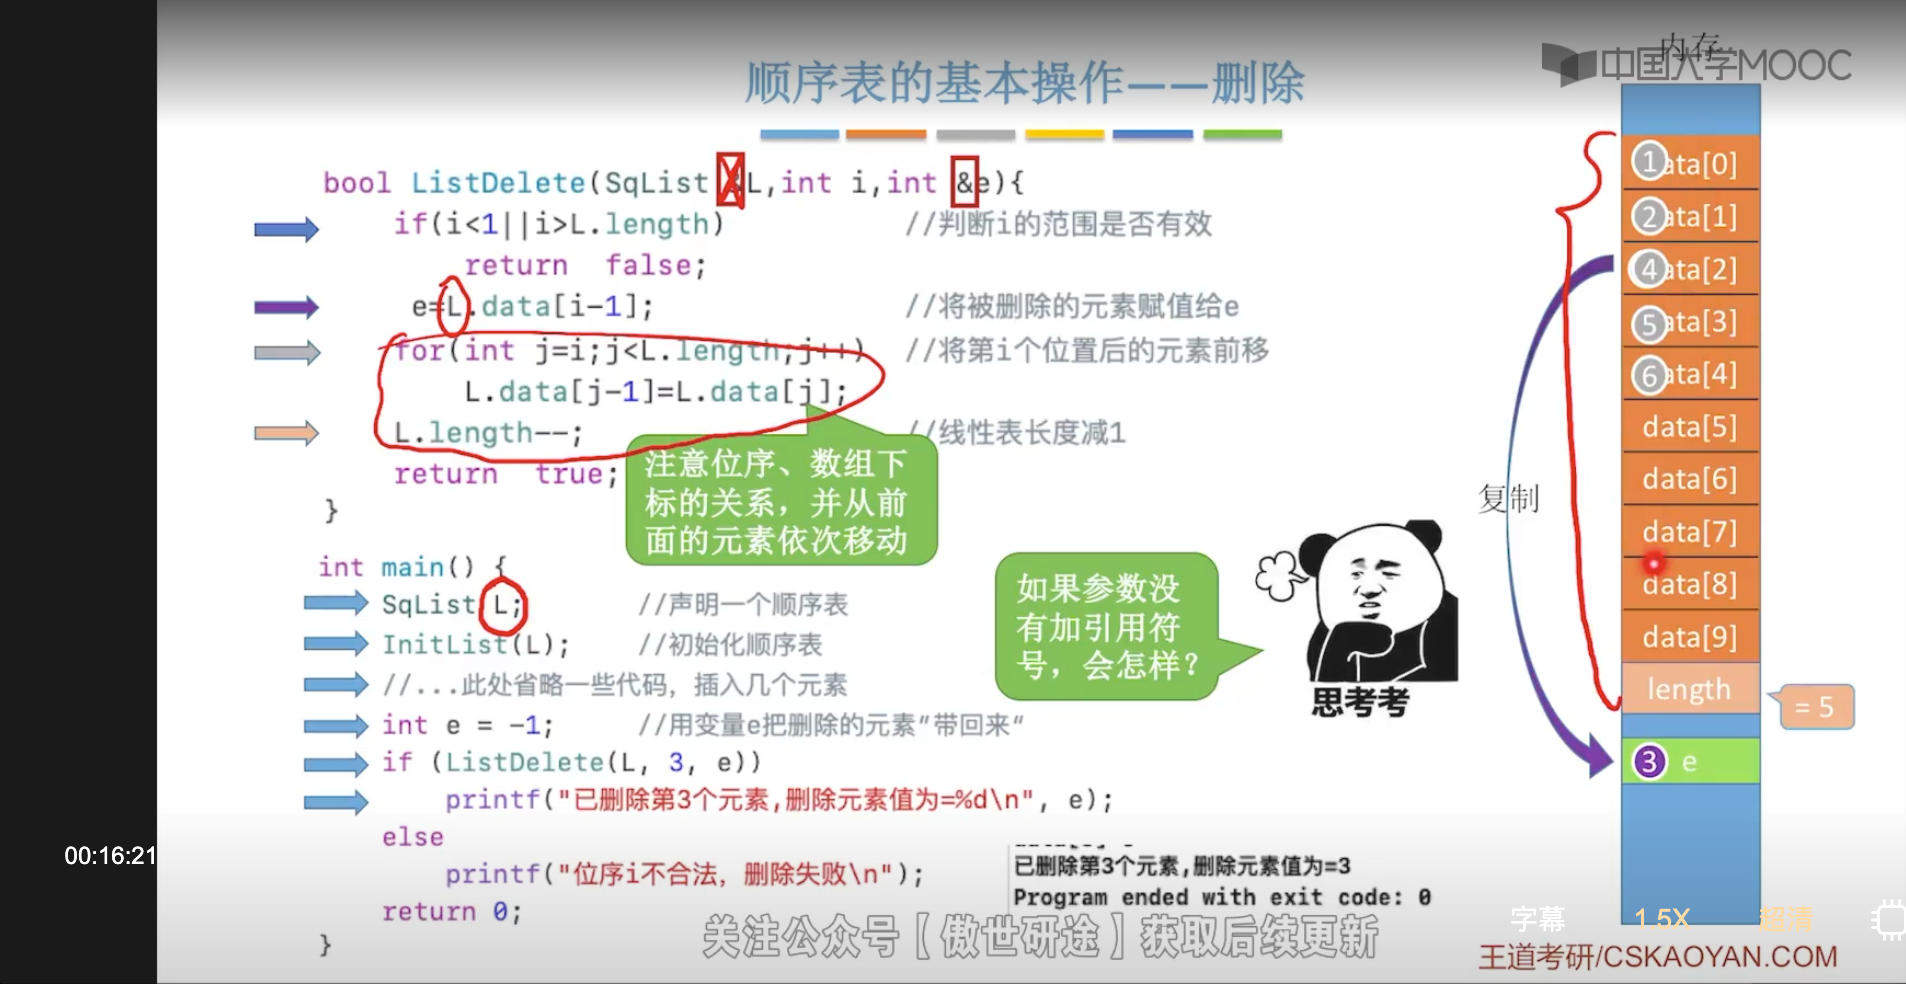 内存
中国大学MOOC
顺序表的基本操作——删除
bool ListDelete(SqList &L,int i,int &e){
if(i<1||i>L.length) //判断i的范围是否有效
return false;
e=L.data[i-1]; //将被删除的元素赋值给e
for(int j=i;j<L.length;j++) //将第i个位置后的元素前移
L.data[j-1]=L.data[j];
L.length--; //线性表长度减1
return true;
}
注意位序、数组下
标的关系，并从前
面的元素依次移动
int main() {
SqList L; //声明一个顺序表
InitList(L); //初始化顺序表
//...此处省略一些代码，插入几个元素
int e = -1; //用变量e把删除的元素"带回来"
if (ListDelete(L, 3, e))
printf("已删除第3个元素,删除元素值为=%d\n", e);
else
printf("位序i不合法，删除失败\n");
return 0;
}
如果参数没
有加引用符
号，会怎样？
思考考
已删除第3个元素,删除元素值为=3
Program ended with exit code: 0
1 ata[0]
2 ata[1]
4 ata[2]
5 ata[3]
6 ata[4]
data[5]
data[6]
data[7]
data[8]
data[9]
length
= 5
复制
3 e
00:16:21
字幕 1.5X 超清
关注公众号【傲世研途】获取后续更新
王道考研/CSKAOYAN.COM